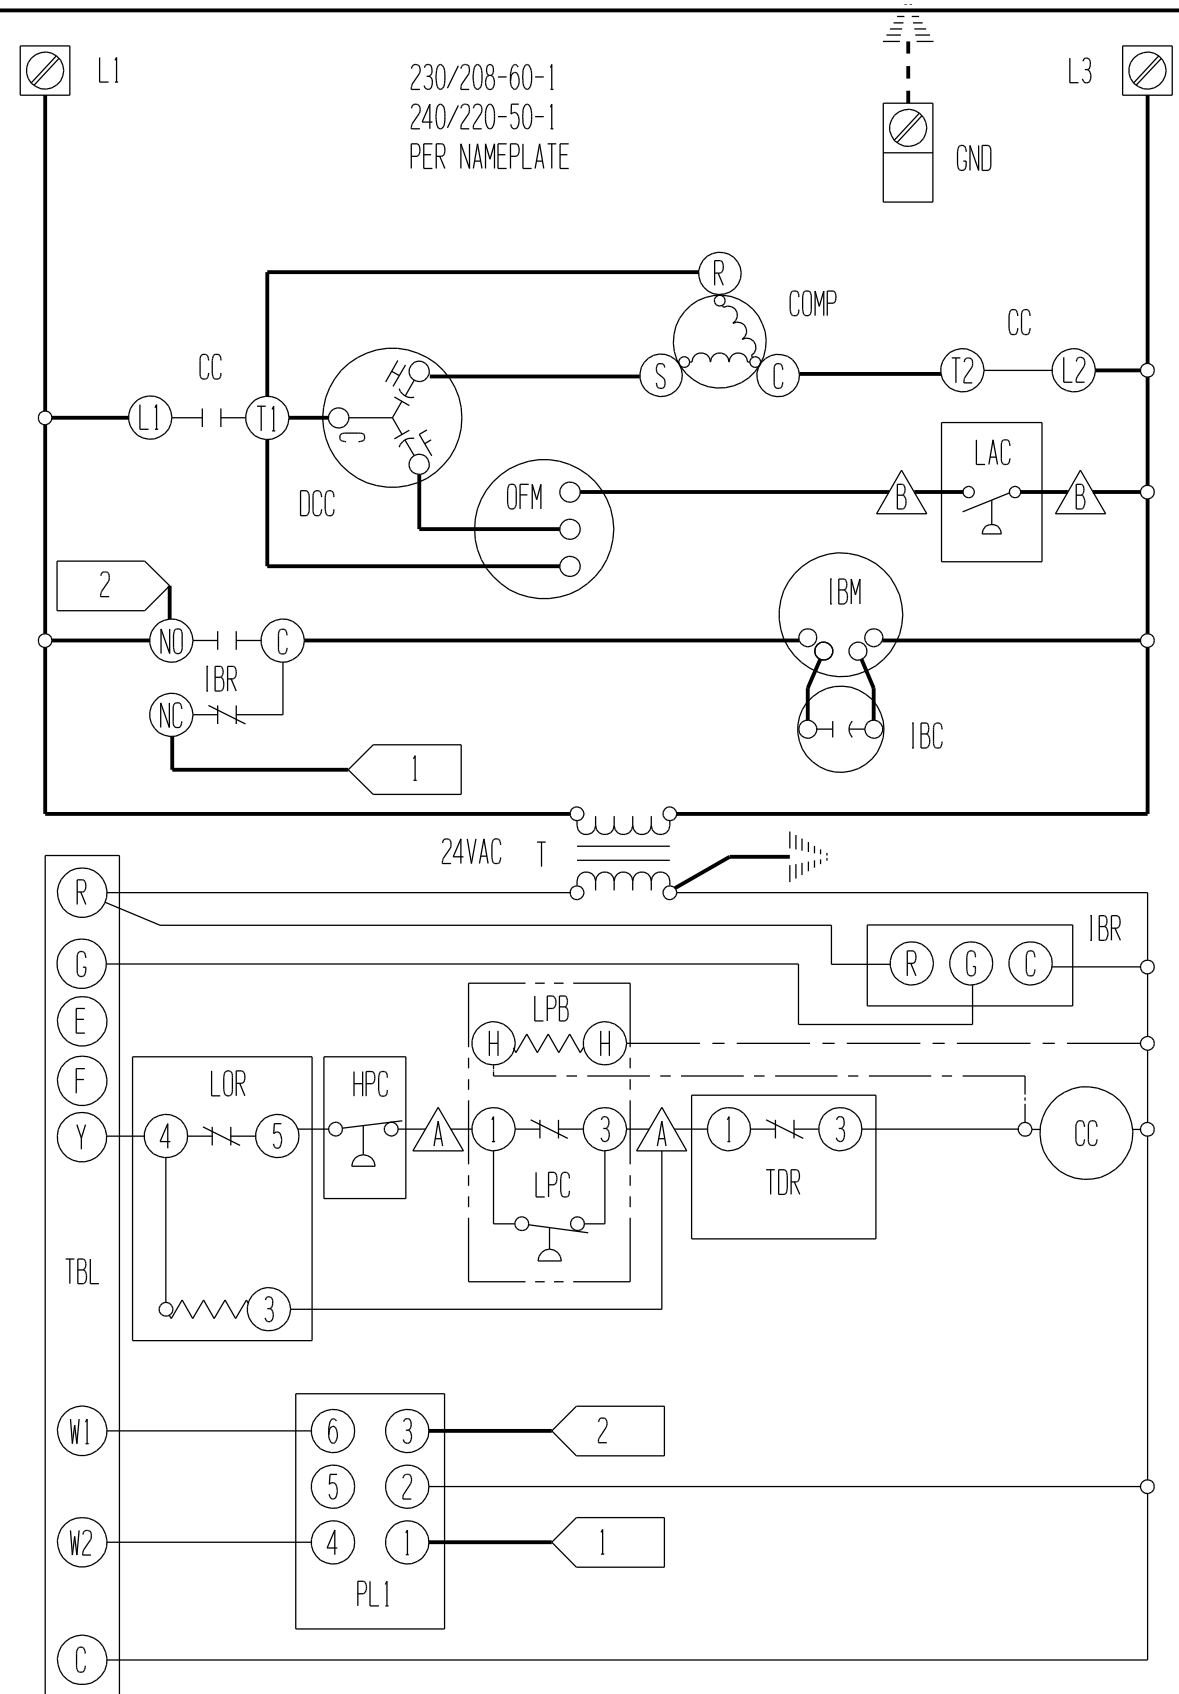 L1
230/208-60-1
240/220-50-1
PER NAMEPLATE
L3
GND
R
COMP
CC
CC
H
S
C
T2
L2
L1
T1
C
F
DCC
OFM
B
LAC
B
2
IBM
NO
C
IBR
NC
IBC
1
24VAC T
R
IBR
G
R G C
E
LPB
H H
F
LOR
HPC
Y
4 5
A
1 3
A
1 3
CC
LPC
TDR
TBL
3
W1
6 3
2
5 2
W2
4 1
1
PL1
C